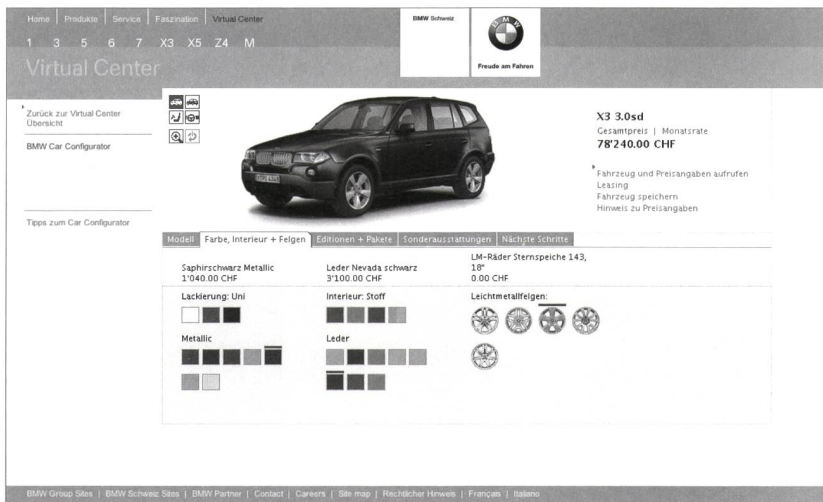 Home | Produkte | Service | Faszination | Virtual Center
BMW Schweiz
BMW
Freude am Fahren
1 3 5 6 7 X3 X5 Z4 M
Virtual Center
Zurück zur Virtual Center
Übersicht
BMW Car Configurator
Tipps zum Car Configurator
X3 3.0sd
Gesamtpreis | Monatsrate
78'240.00 CHF
Fahrzeug und Preisangaben aufrufen
Leasing
Fahrzeug speichern
Hinweis zu Preisangaben
Modell | Farbe, Interieur + Felgen | Editionen + Pakete | Sonderausstattungen | Nächste Schritte
Saphirschwarz Metallic
1'040.00 CHF
Leder Nevada schwarz
3'100.00 CHF
LM-Räder Sternspeiche 143,
18"
0.00 CHF
Lackierung: Uni
Interieur: Stoff
Leichtmetallfelgen:
Metallic
Leder
BMW Group Sites | BMW Schweiz Sites | BMW Partner | Contact | Careers | Site map | Rechtlicher Hinweis | Français | Italiano